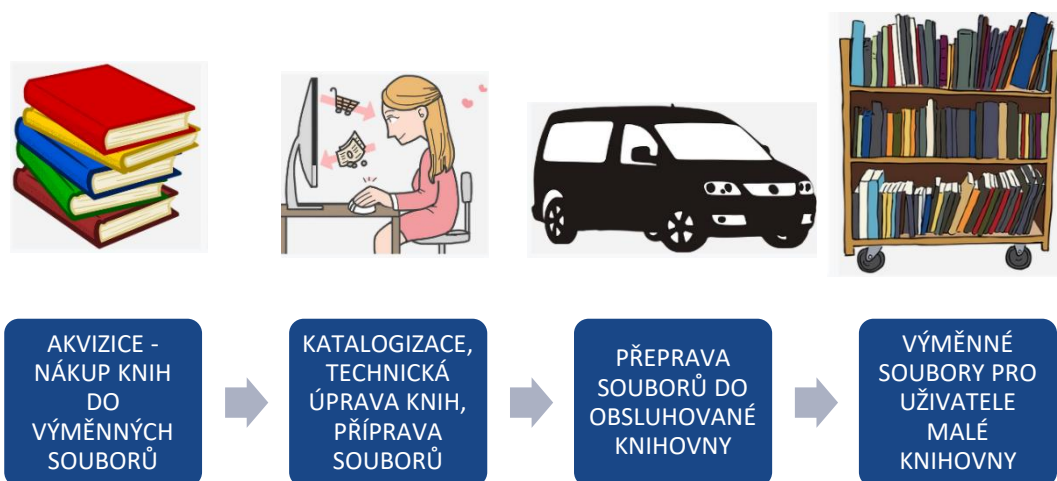 AKVIZICE -
NÁKUP KNIH
DO
VÝMĚNNÝCH
SOUBORŮ
KATALOGIZACE,
TECHNICKÁ
ÚPRAVA KNIH,
PŘÍPRAVA
SOUBORŮ
PŘEPRAVA
SOUBORŮ DO
OBSLUHOVANÉ
KNIHOVNY
VÝMĚNNÉ
SOUBORY PRO
UŽIVATELE
MALÉ
KNIHOVNY